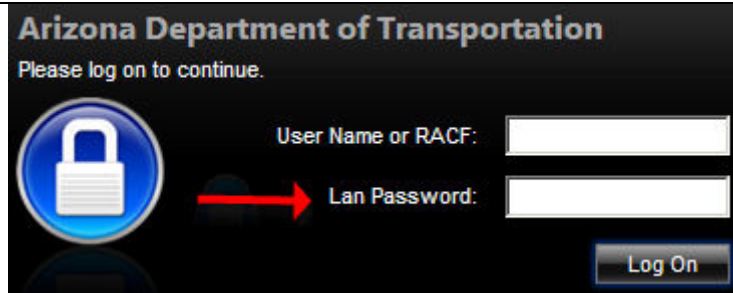 Arizona Department of Transportation
Please log on to continue.
User Name or RACF:
Lan Password:
Log On